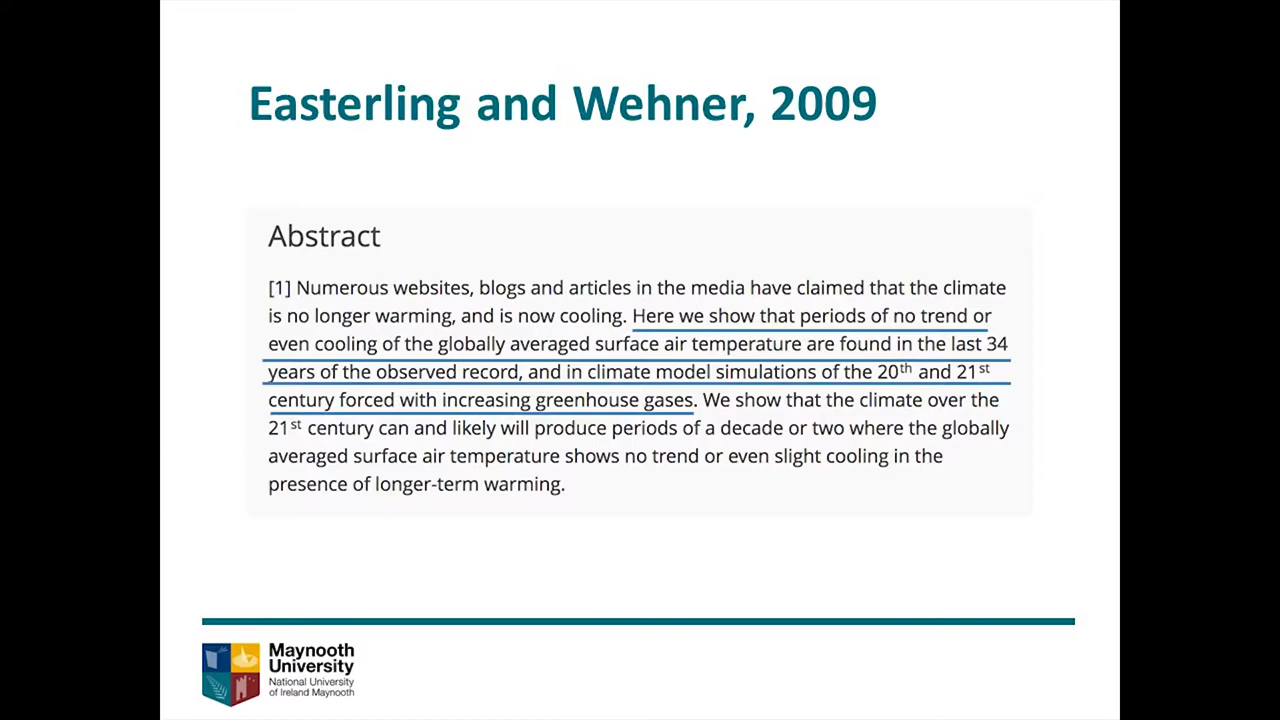 Easterling and Wehner, 2009
Abstract
[1] Numerous websites, blogs and articles in the media have claimed that the climate
is no longer warming, and is now cooling. Here we show that periods of no trend or
even cooling of the globally averaged surface air temperature are found in the last 34
years of the observed record, and in climate model simulations of the 20th and 21st
century forced with increasing greenhouse gases. We show that the climate over the
21st century can and likely will produce periods of a decade or two where the globally
averaged surface air temperature shows no trend or even slight cooling in the
presence of longer-term warming.
Maynooth
University
National University
of Ireland Maynooth